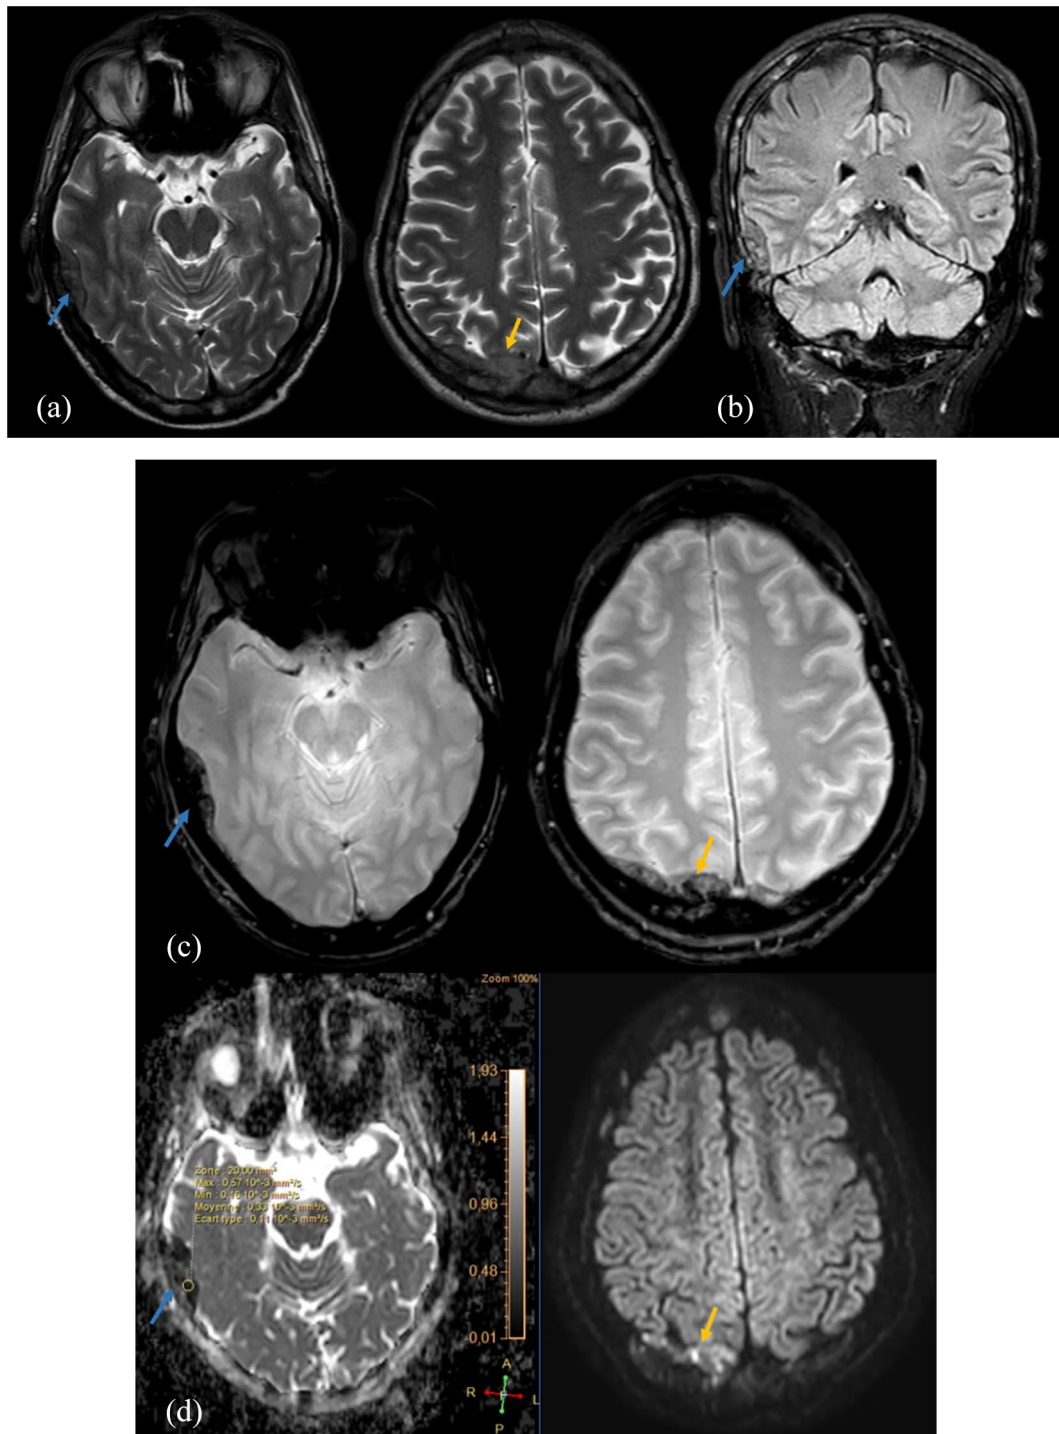 (a)
(b)
(c)
Zoom 100%
1,93
1,44
0,96
0,48
-0,01
Zone : 20,00 mm²
Max : 0,57 10^-3 mm²/s
Min : 0,16 10^-3 mm²/s
Moyenne : 0,33 10^-3 mm²/s
Ecart type : 0,11 10^-3 mm²/s
A
R
L
P
(d)